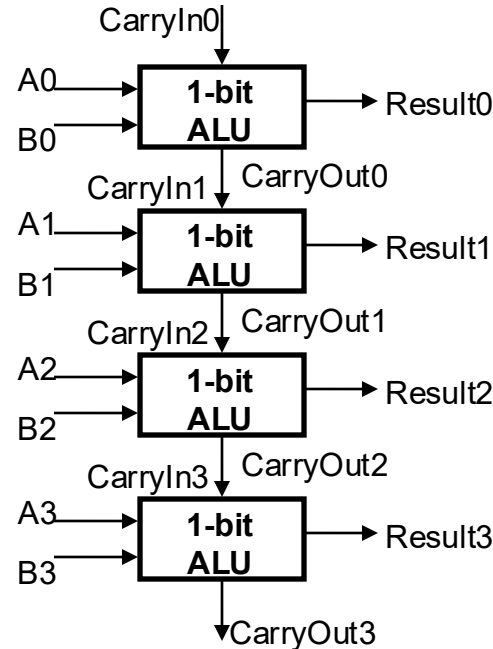 CarryIn0
A0
1-bit
ALU
Result0
B0
CarryIn1
CarryOut0
A1
1-bit
ALU
Result1
B1
CarryIn2
CarryOut1
A2
1-bit
ALU
Result2
B2
CarryIn3
CarryOut2
A3
1-bit
ALU
Result3
B3
CarryOut3